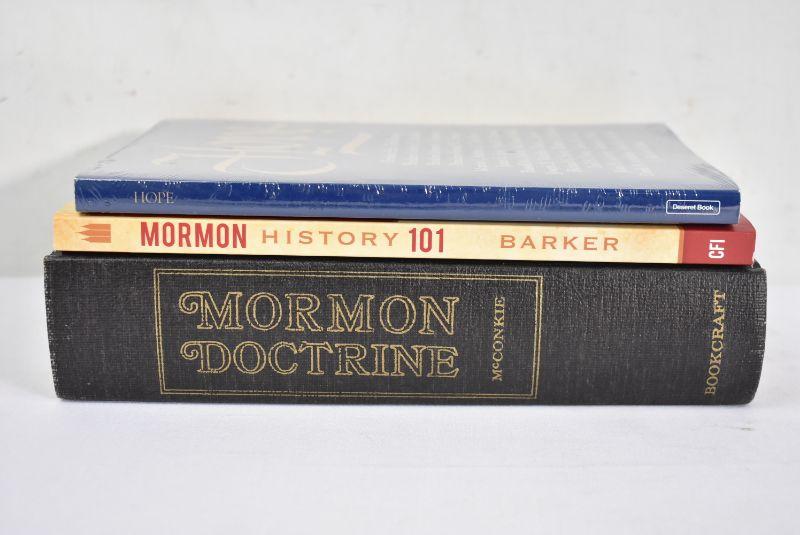 HOPE
Deseret Book
MORMON HISTORY 101 BARKER CFI
MORMON
DOCTRINE
McCONKIE
BOOKCRAFT